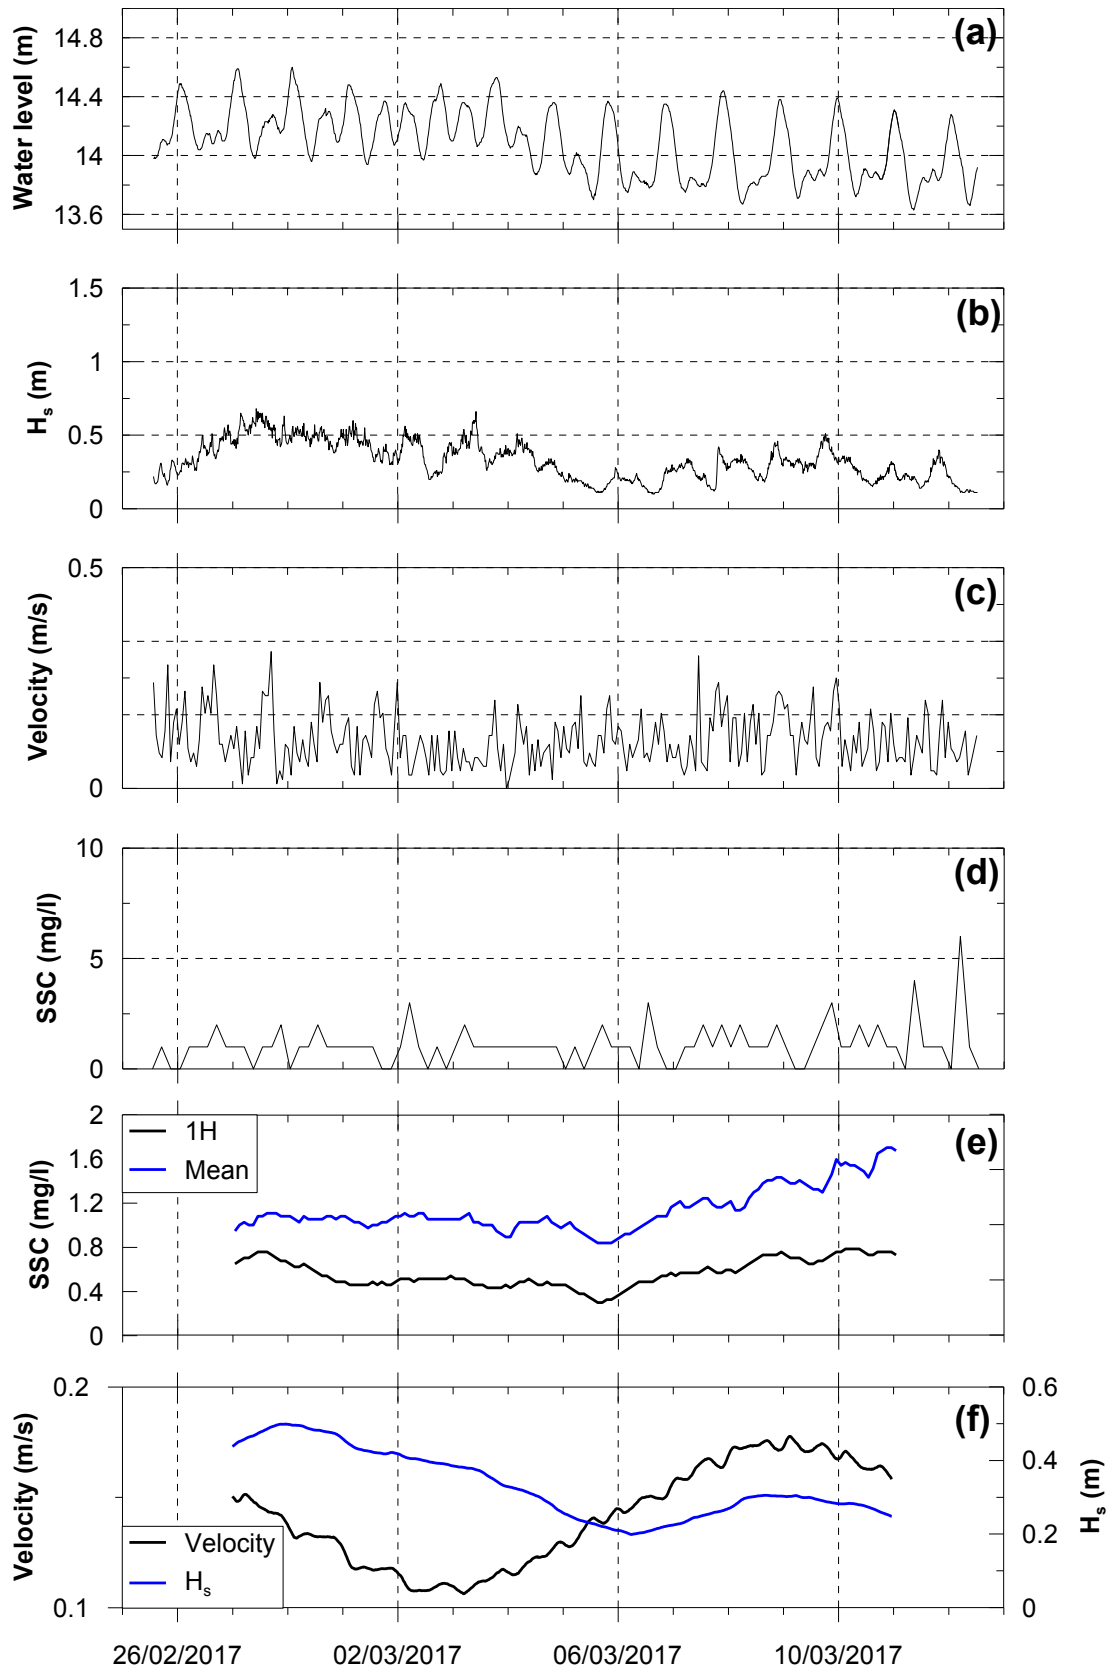 (a)
Water level (m)
14.8
14.4
14
13.6
(b)
Hs (m)
1.5
1
0.5
0
(c)
Velocity (m/s)
0.5
0
(d)
SSC (mg/l)
10
5
0
(e)
SSC (mg/l)
2
1.6
1.2
0.8
0.4
0
1H
Mean
(f)
Velocity (m/s)
0.2
0.1
Velocity
Hs
0.6
0.4
0.2
0
Hs (m)
26/02/2017 02/03/2017 06/03/2017 10/03/2017